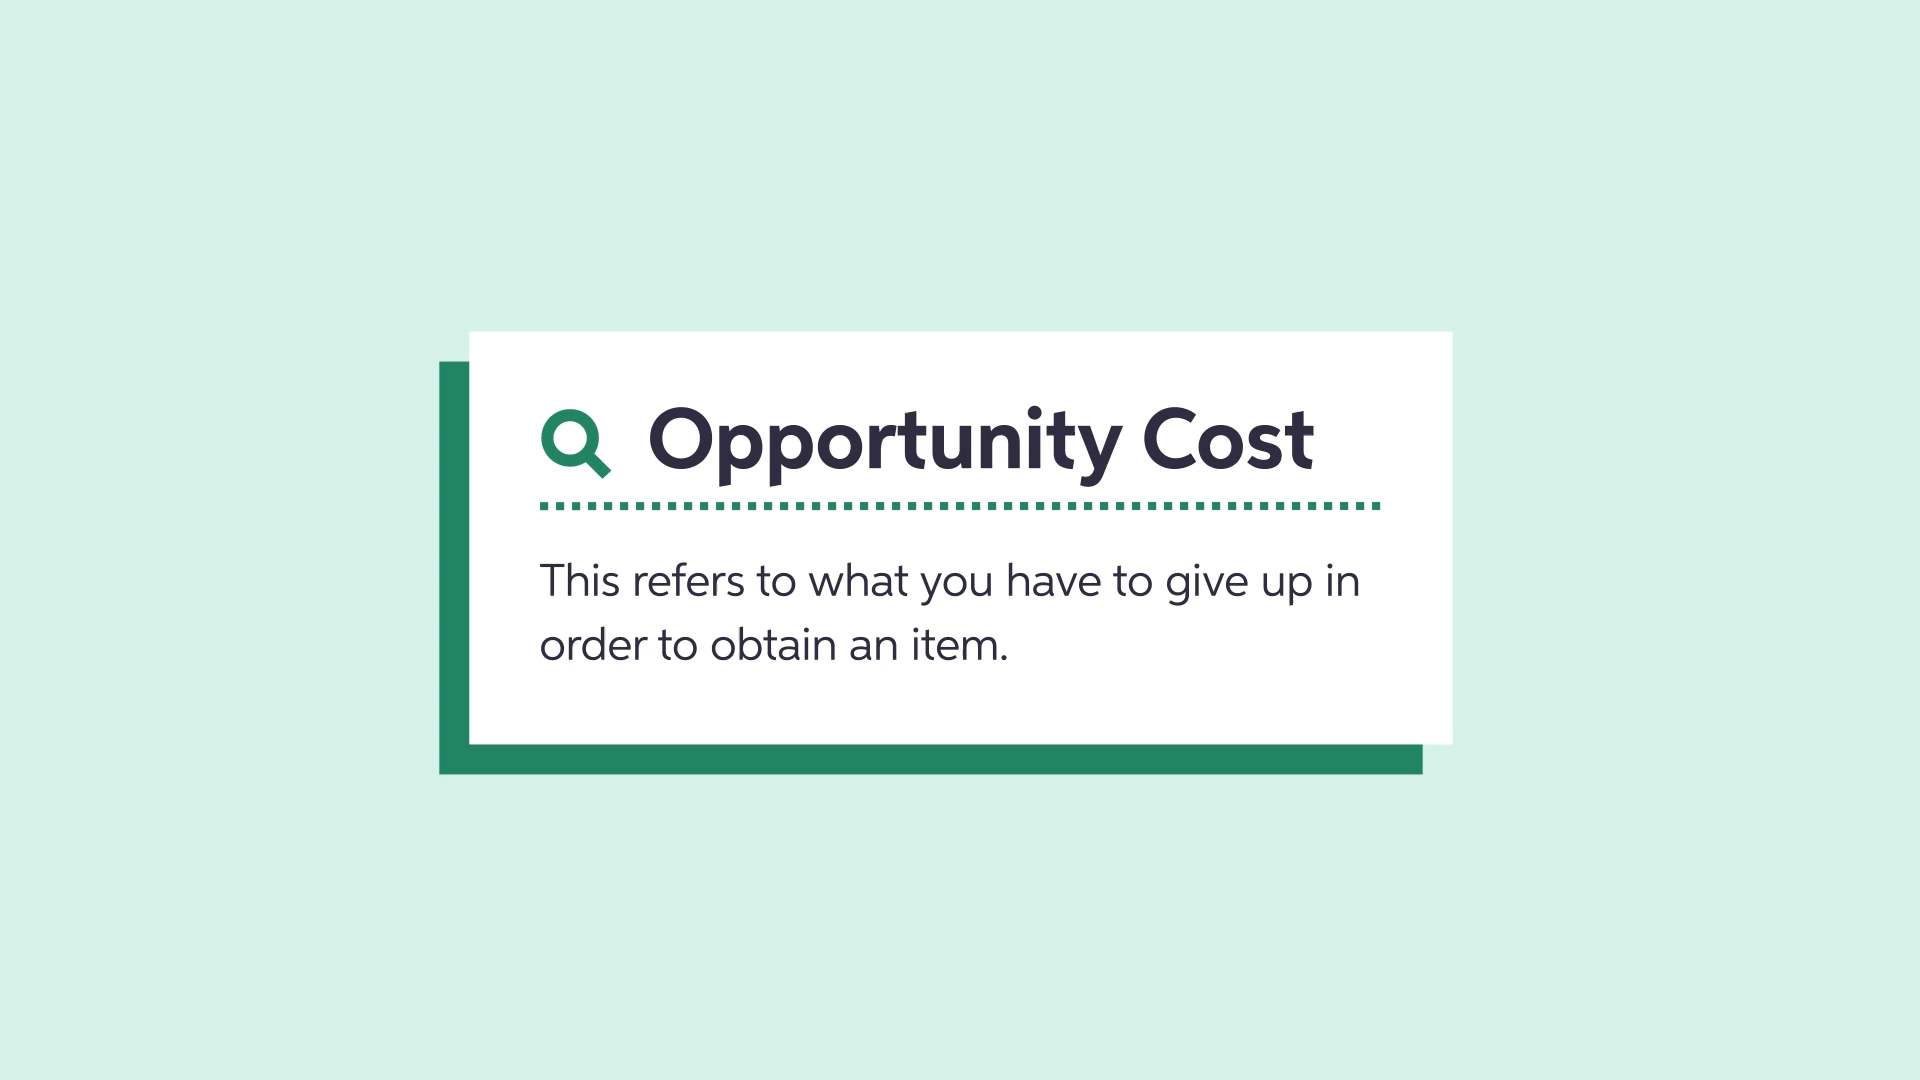 Opportunity Cost
This refers to what you have to give up in
order to obtain an item.